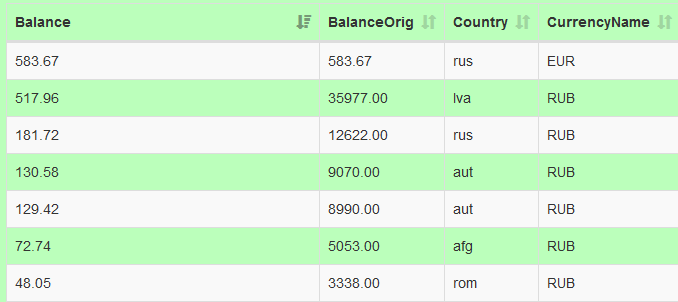 Balance BalanceOrig Country CurrencyName
583.67 583.67 rus EUR
517.96 35977.00 lva RUB
181.72 12622.00 rus RUB
130.58 9070.00 aut RUB
129.42 8990.00 aut RUB
72.74 5053.00 afg RUB
48.05 3338.00 rom RUB